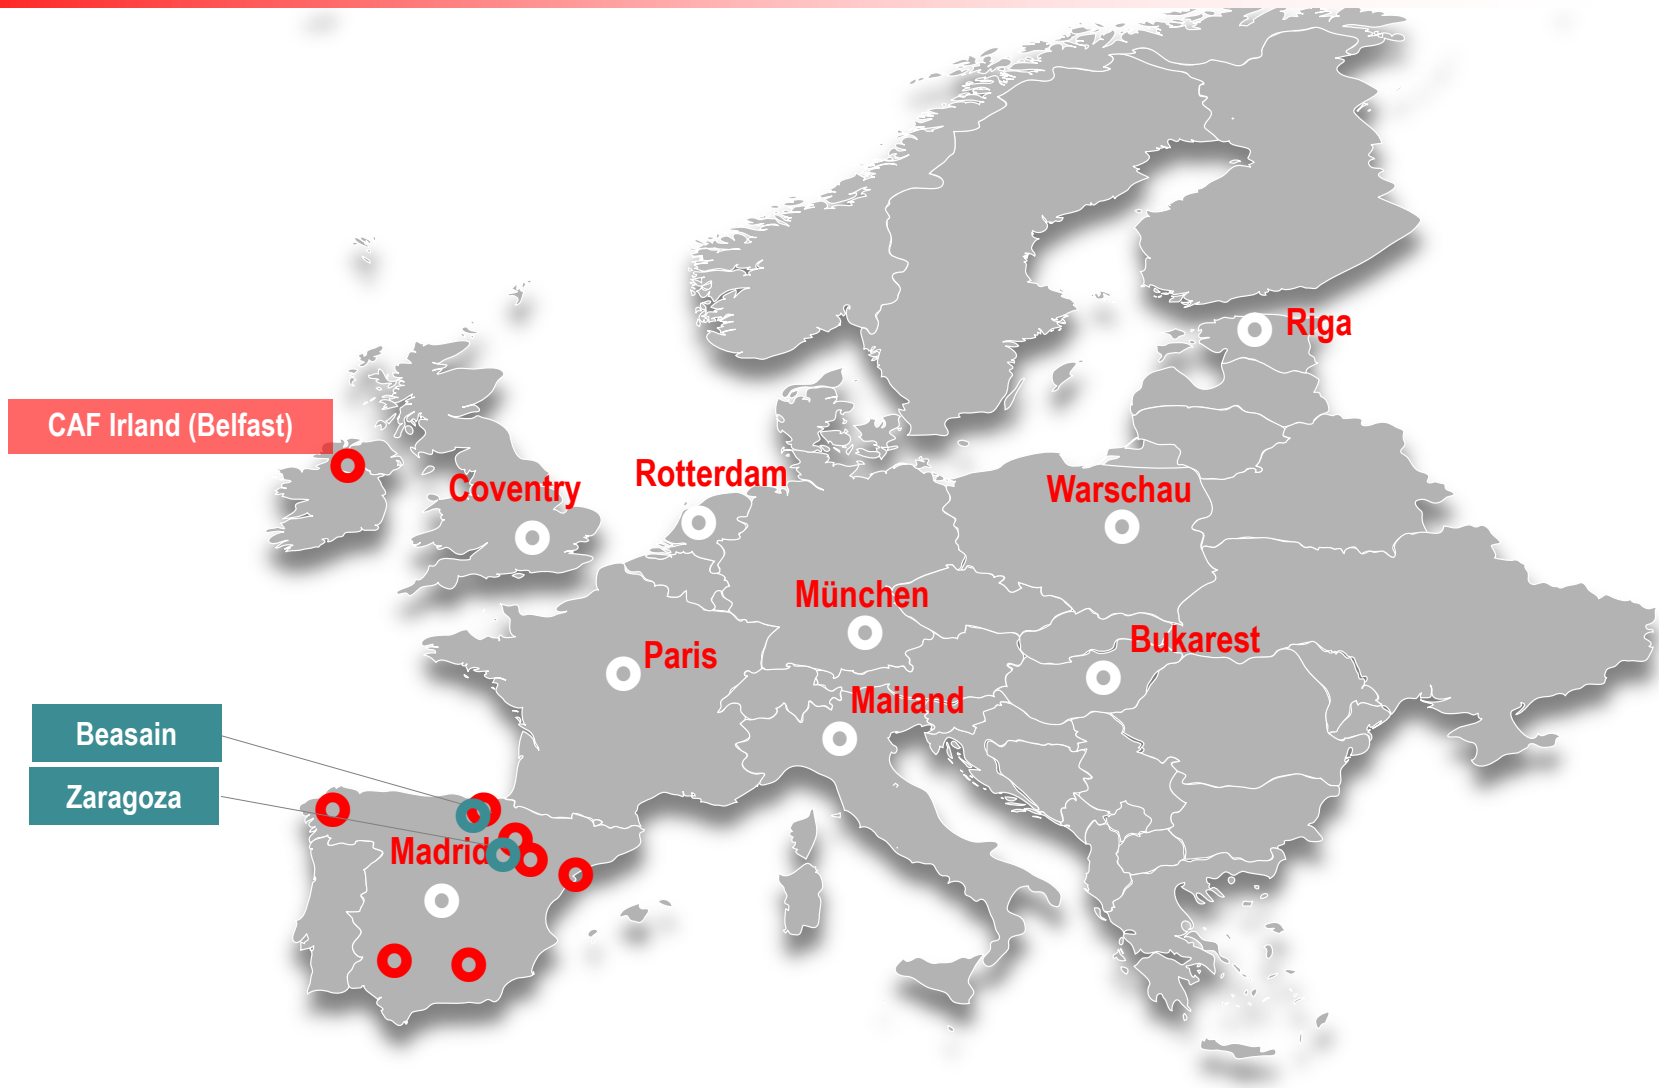 Riga
CAF Irland (Belfast)
Rotterdam
Coventry
Warschau
München
Bukarest
Paris
Mailand
Beasain
Zaragoza
Madrid